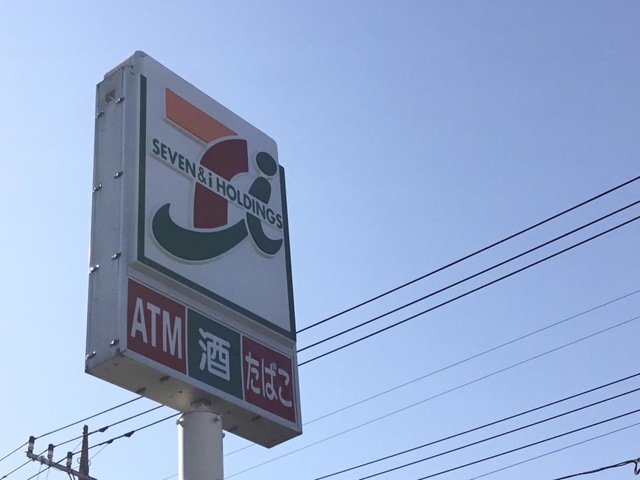 SEVEN&i HOLDINGS
ATM 酒 たばこ